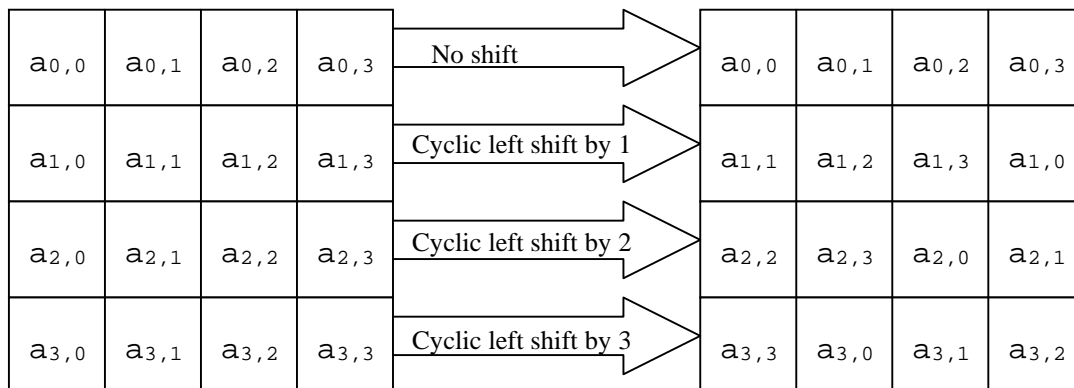 a0,0 a0,1 a0,2 a0,3 No shift a0,0 a0,1 a0,2 a0,3
a1,0 a1,1 a1,2 a1,3 Cyclic left shift by 1 a1,1 a1,2 a1,3 a1,0
a2,0 a2,1 a2,2 a2,3 Cyclic left shift by 2 a2,2 a2,3 a2,0 a2,1
a3,0 a3,1 a3,2 a3,3 Cyclic left shift by 3 a3,3 a3,0 a3,1 a3,2